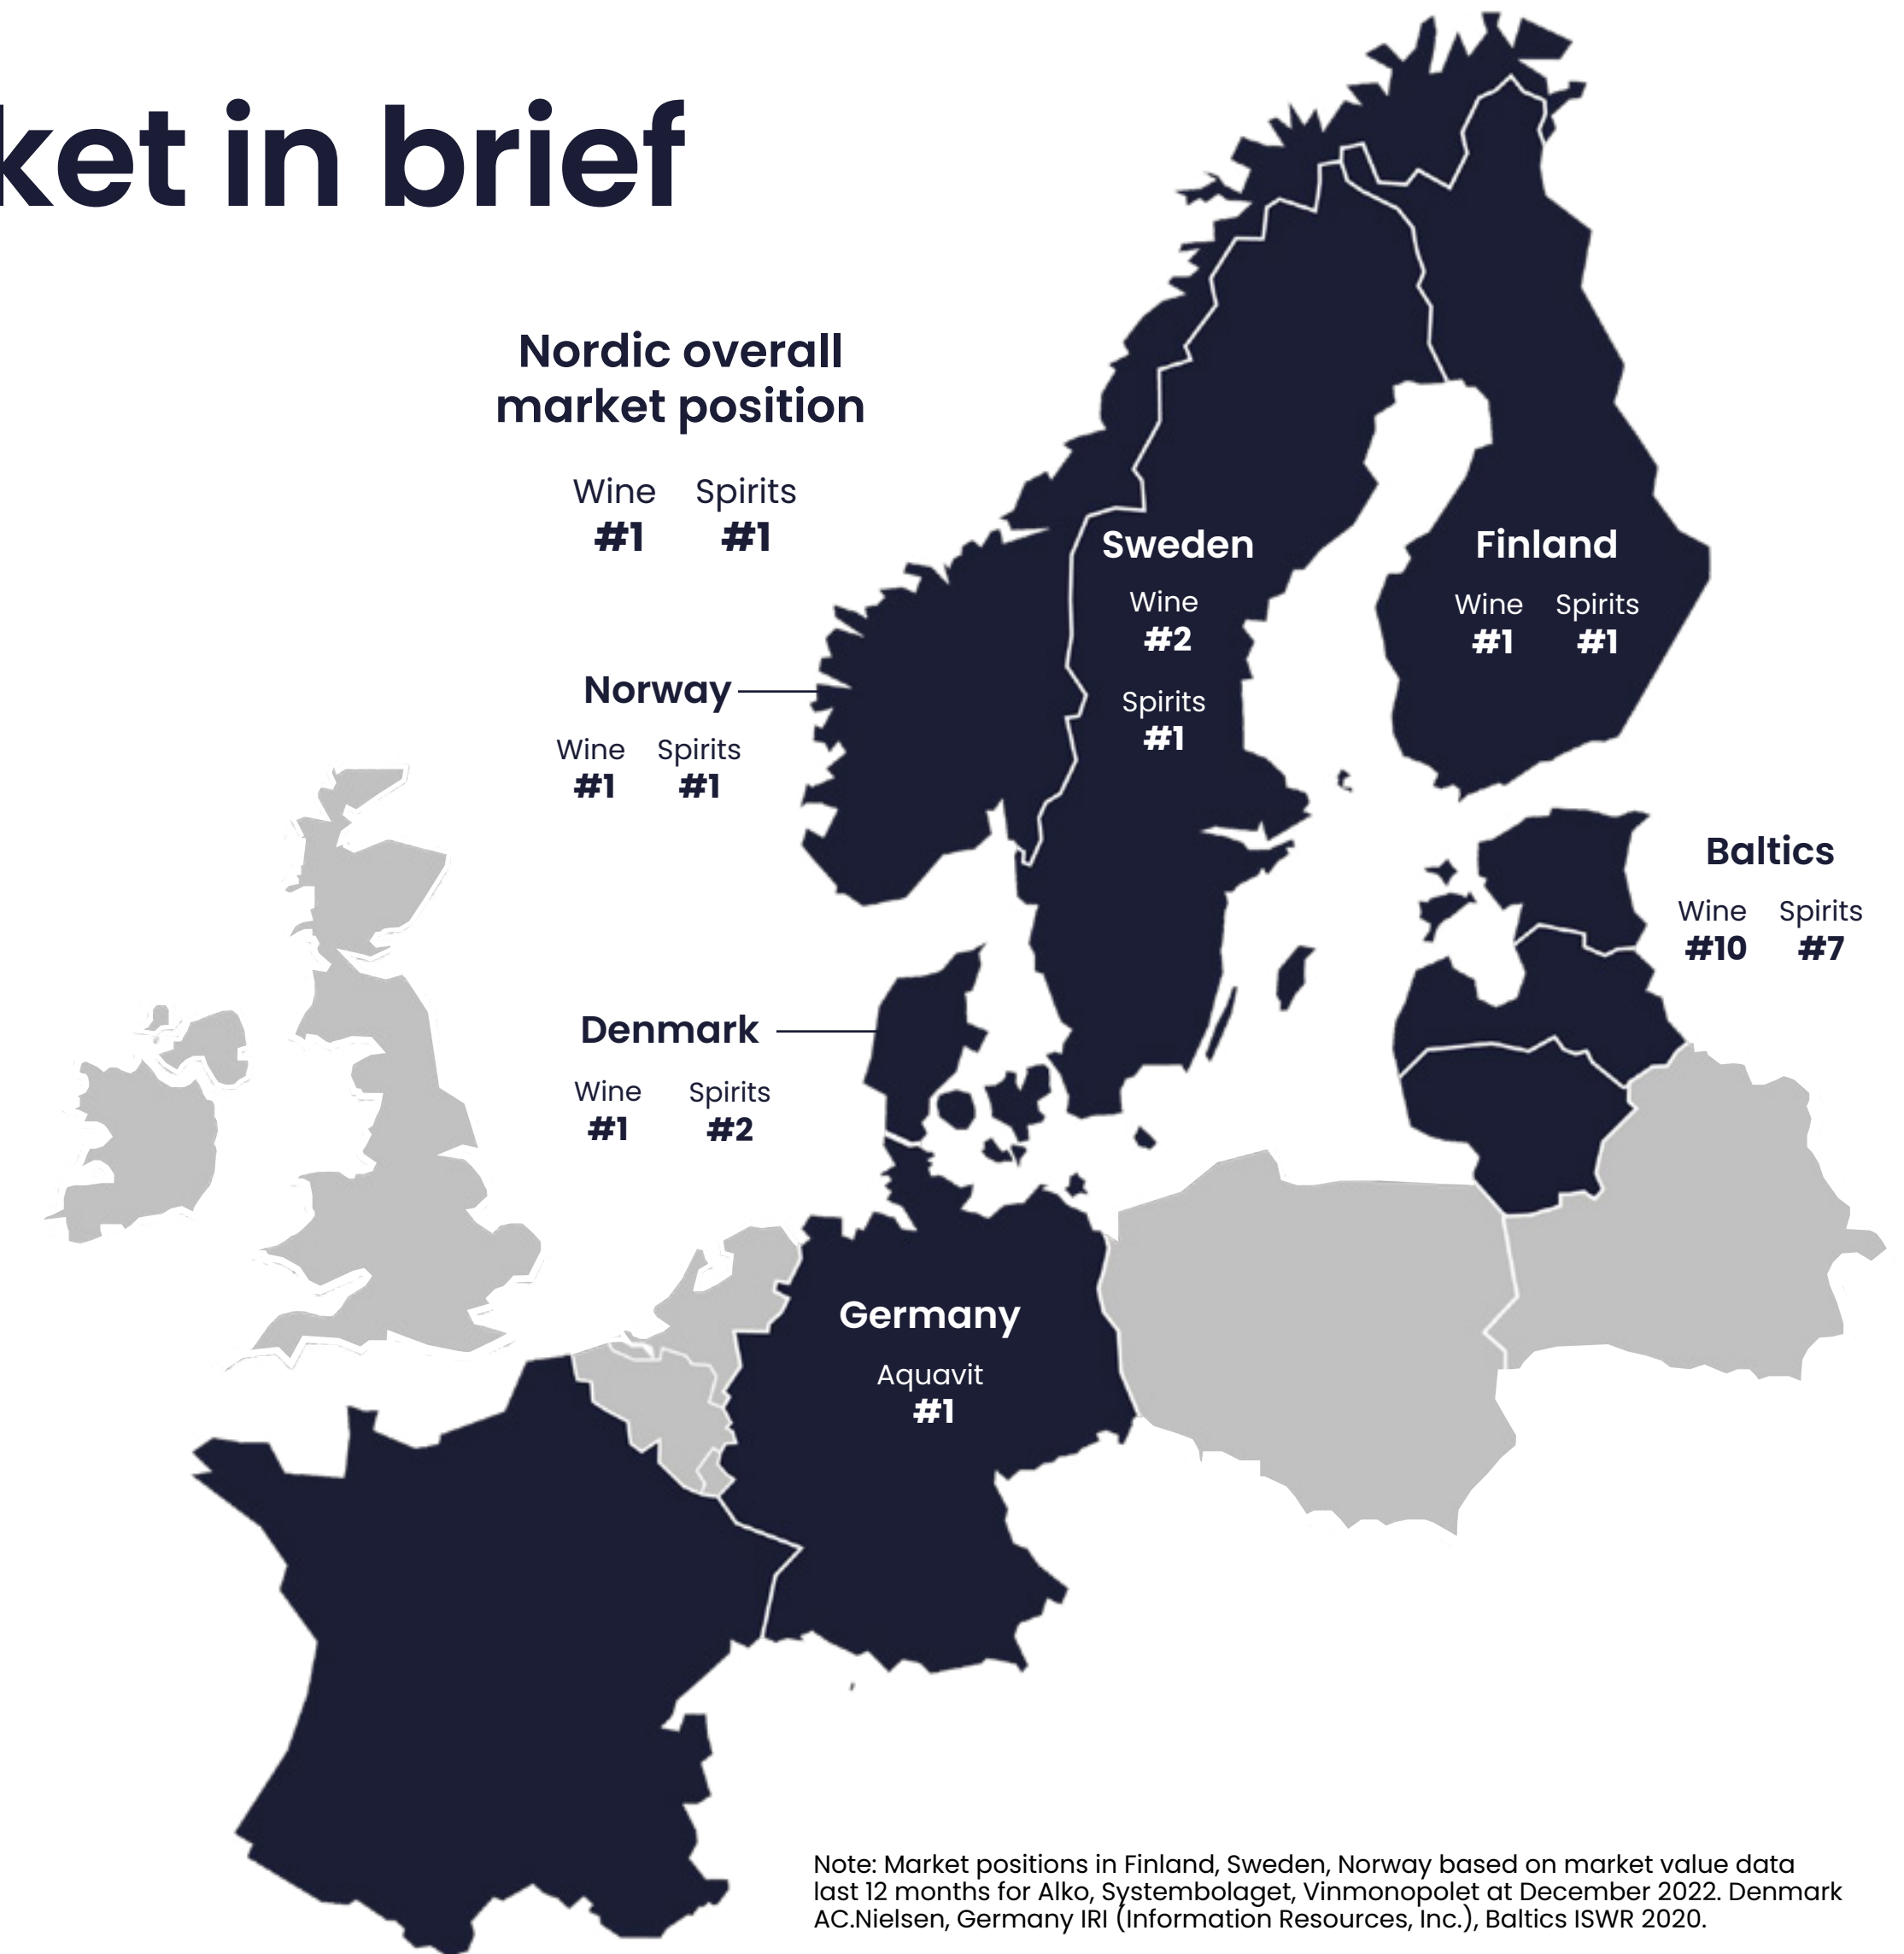 ket in brief
Nordic overall
market position
Wine Spirits
#1 #1
Sweden
Wine
#2
Spirits
#1
Finland
Wine Spirits
#1 #1
Norway
Wine Spirits
#1 #1
Baltics
Wine Spirits
#10 #7
Denmark
Wine Spirits
#1 #2
Germany
Aquavit
#1
Note: Market positions in Finland, Sweden, Norway based on market value data
last 12 months for Alko, Systembolaget, Vinmonopolet at December 2022. Denmark
AC.Nielsen, Germany IRI (Information Resources, Inc.), Baltics ISWR 2020.